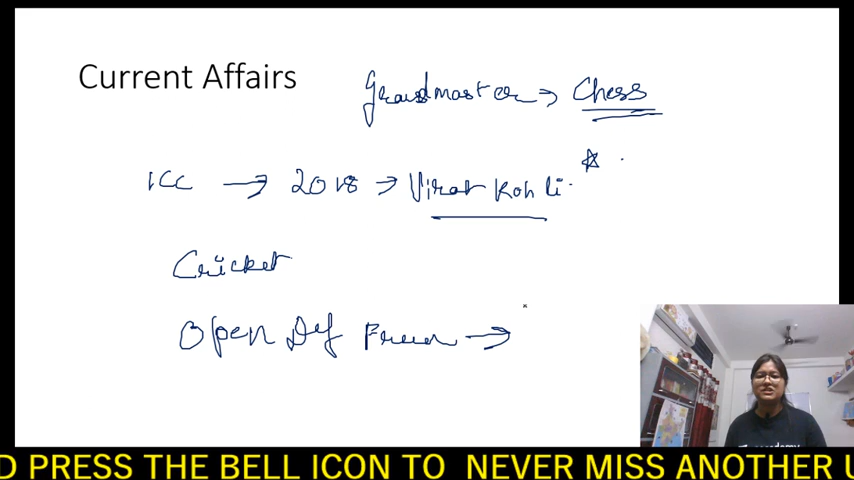 Current Affairs
Grandmaster → Chess
ICC → 2018 → Virat Kohli. ☆
Cricket
Open Def Free →
D PRESS THE BELL ICON TO NEVER MISS ANOTHER U